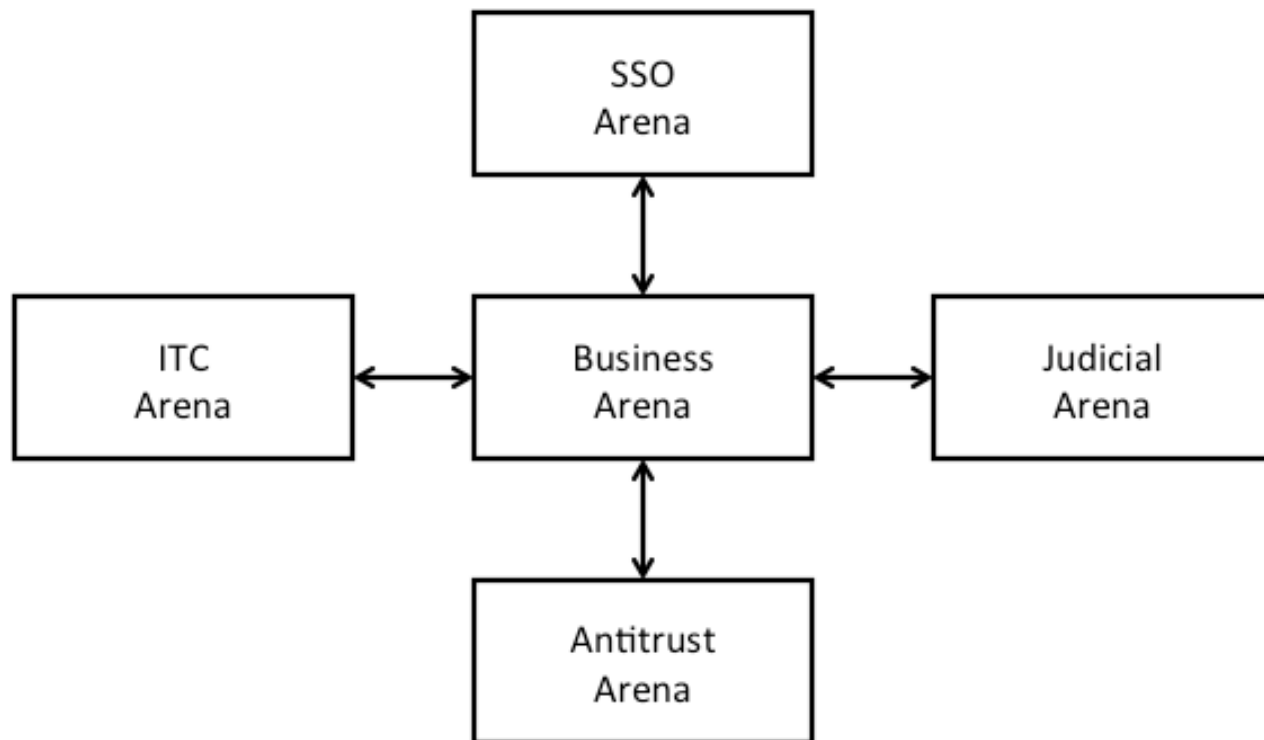 SSO
Arena
ITC
Arena
Business
Arena
Judicial
Arena
Antitrust
Arena